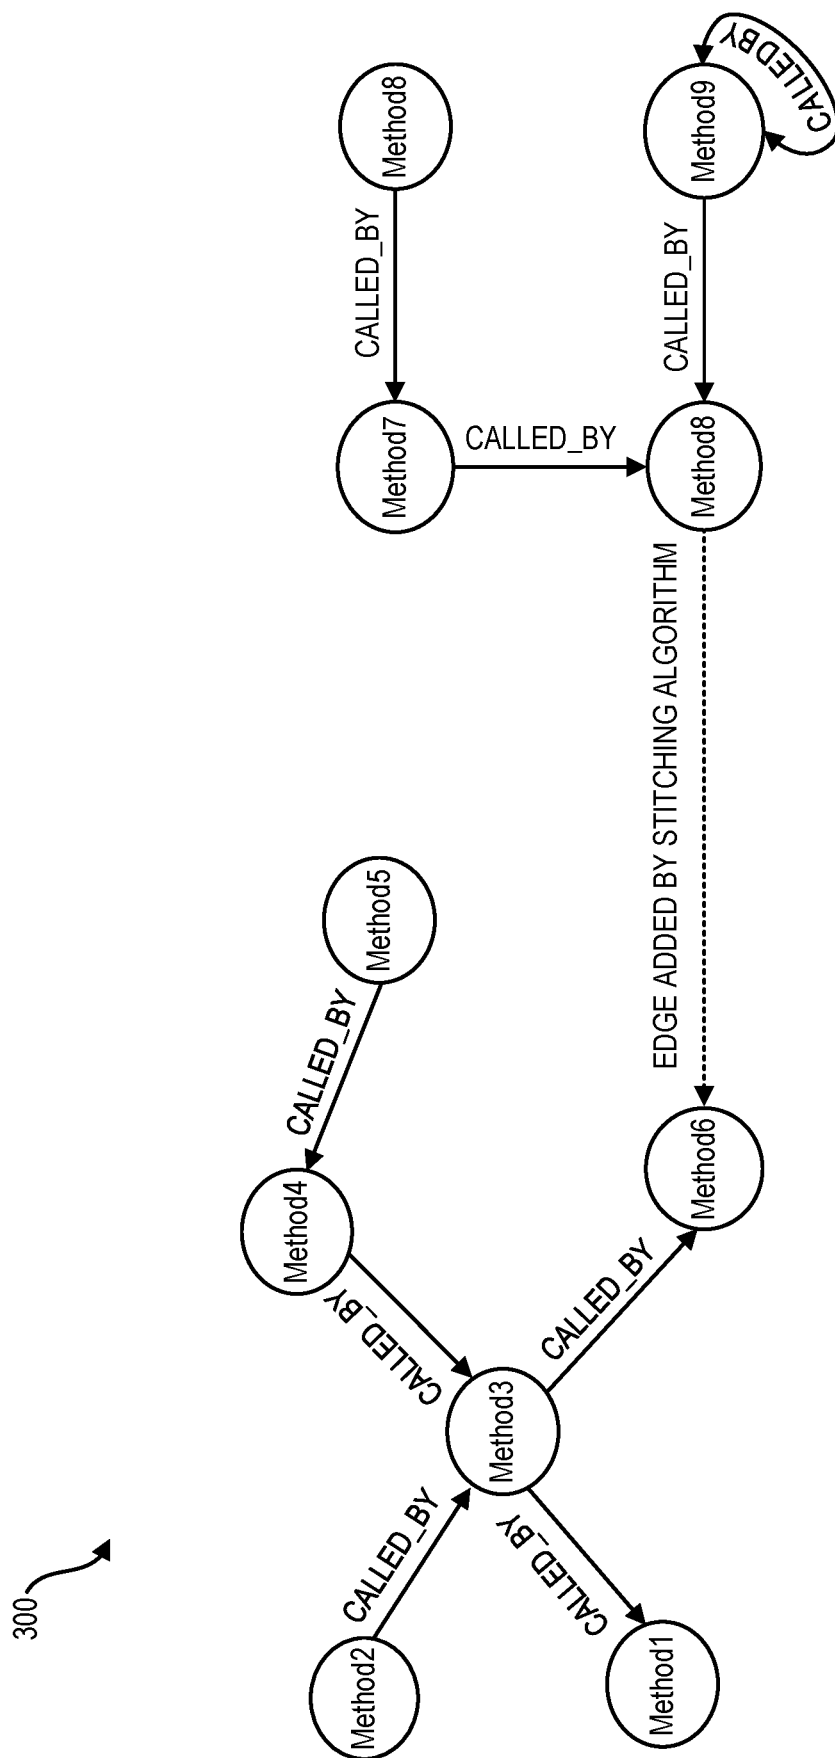 300
Method2
CALLED_BY
Method3
CALLED_BY
Method1
CALLED_BY
Method4
CALLED_BY
Method5
CALLED_BY
Method6
EDGE ADDED BY STITCHING ALGORITHM
Method7
CALLED_BY
Method8
CALLED_BY
Method8
CALLED_BY
Method9
CALLEDBY